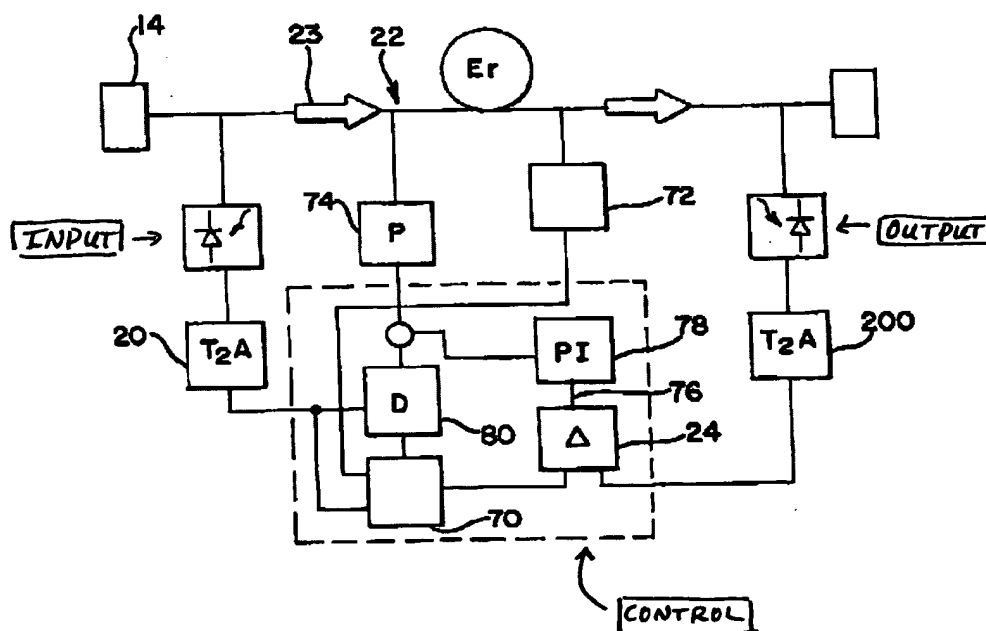 14
23
22
Er
74
P
72
INPUT
OUTPUT
20
T2A
PI
78
T2A
200
76
D
80
Δ
24
70
CONTROL